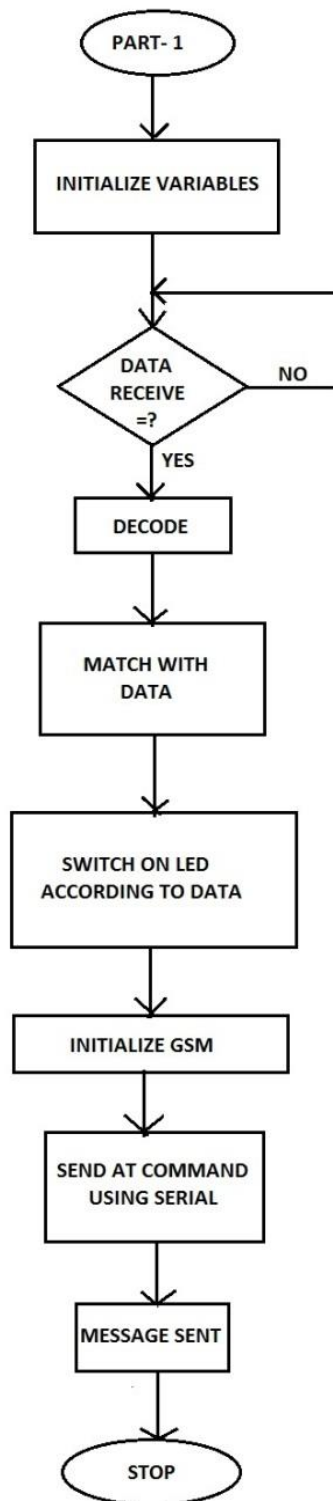 PART- 1
INITIALIZE VARIABLES
DATA
RECEIVE
=?
NO
YES
DECODE
MATCH WITH
DATA
SWITCH ON LED
ACCORDING TO DATA
INITIALIZE GSM
SEND AT COMMAND
USING SERIAL
MESSAGE SENT
STOP